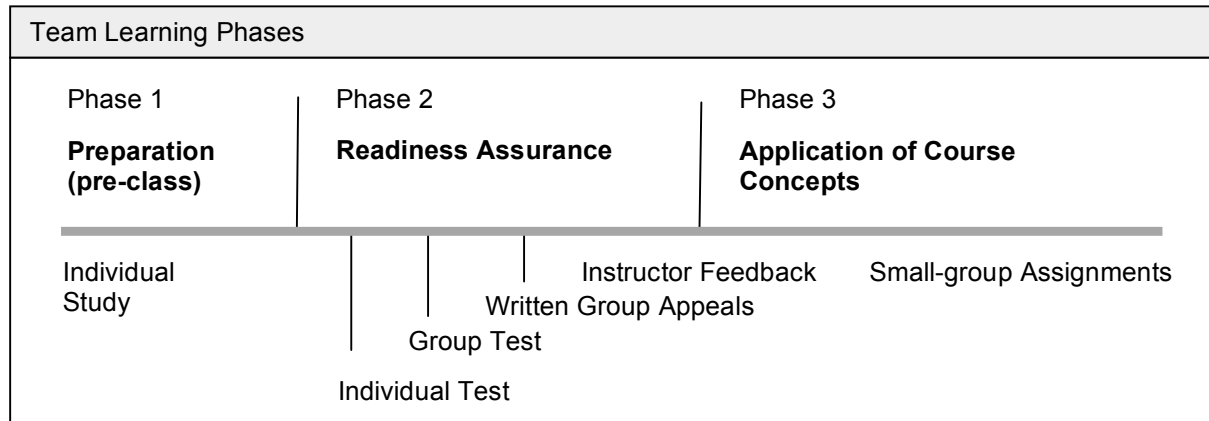 Team Learning Phases
Phase 1
Preparation
(pre-class)
Phase 2
Readiness Assurance
Phase 3
Application of Course
Concepts
Individual
Study
Instructor Feedback
Small-group Assignments
Written Group Appeals
Group Test
Individual Test